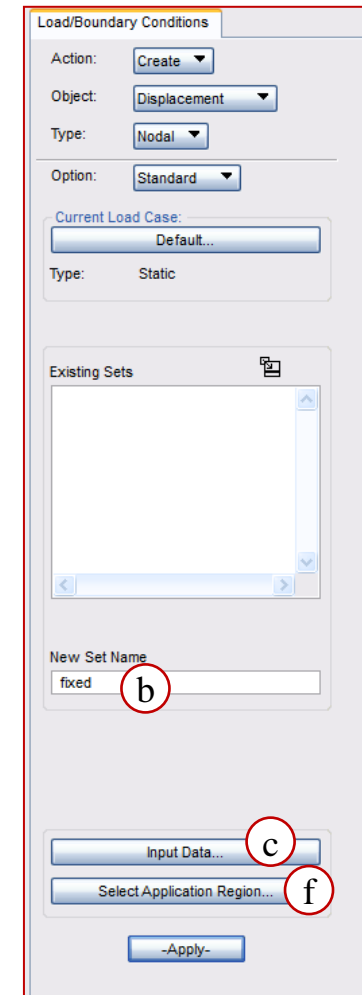 Load/Boundary Conditions
Action: Create
Object: Displacement
Type: Nodal
Option: Standard
Current Load Case:
Default...
Type: Static
Existing Sets
New Set Name
fixed b
Input Data... c
Select Application Region... f
-Apply-